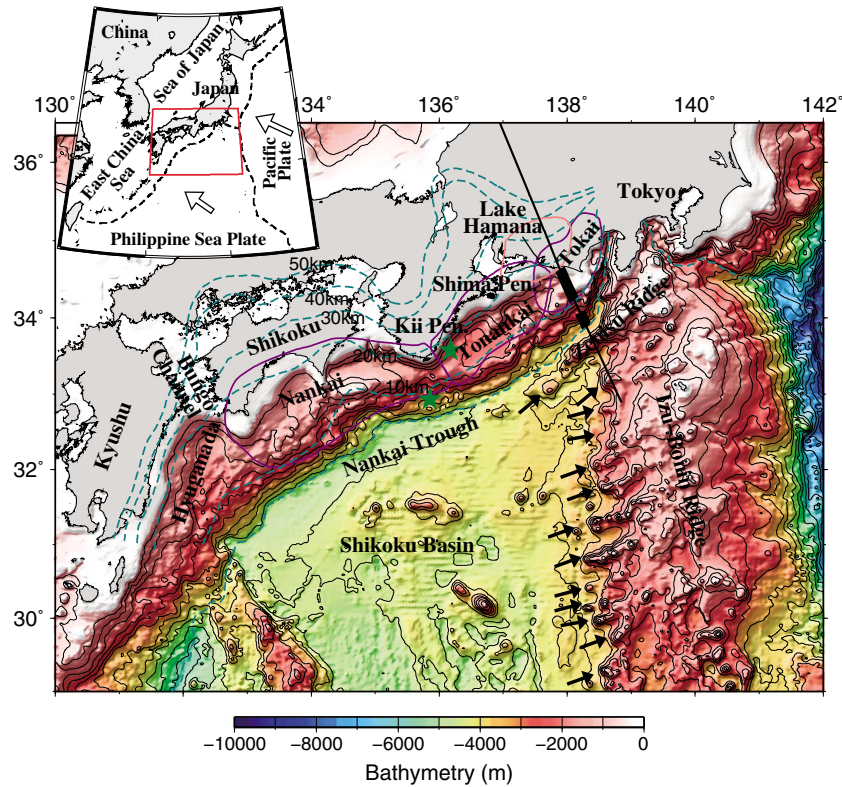 China
Sea of Japan
Japan
East China
Sea
Pacific
Plate
Philippine Sea Plate
130°
134°
136°
138°
140°
142°
36°
34°
32°
30°
Tokyo
Lake
Hamana
Tokai
Shima Pen.
50km
40km
30km
20km
10km
Kii Pen.
Tonankai
Zenisu Ridge
Shikoku
Bungo
Channel
Nankai
Kyushu
Hyuganada
Nankai Trough
Izu-Bonin Ridge
Shikoku Basin
−10000
−8000
−6000
−4000
−2000
0
Bathymetry (m)